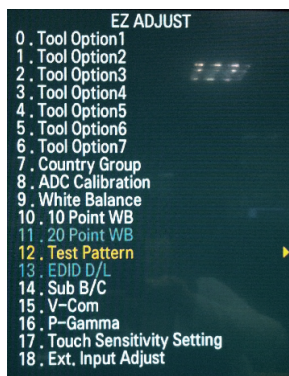 EZ ADJUST
0 . Tool Option1
1 . Tool Option2
2 . Tool Option3
3 . Tool Option4
4 . Tool Option5
5 . Tool Option6
6 . Tool Option7
7 . Country Group
8 . ADC Calibration
9 . White Balance
10 . 10 Point WB
11 . 20 Point WB
12 . Test Pattern
13 . EDID D/L
14 . Sub B/C
15 . V-Com
16 . P-Gamma
17 . Touch Sensitivity Setting
18 . Ext. Input Adjust